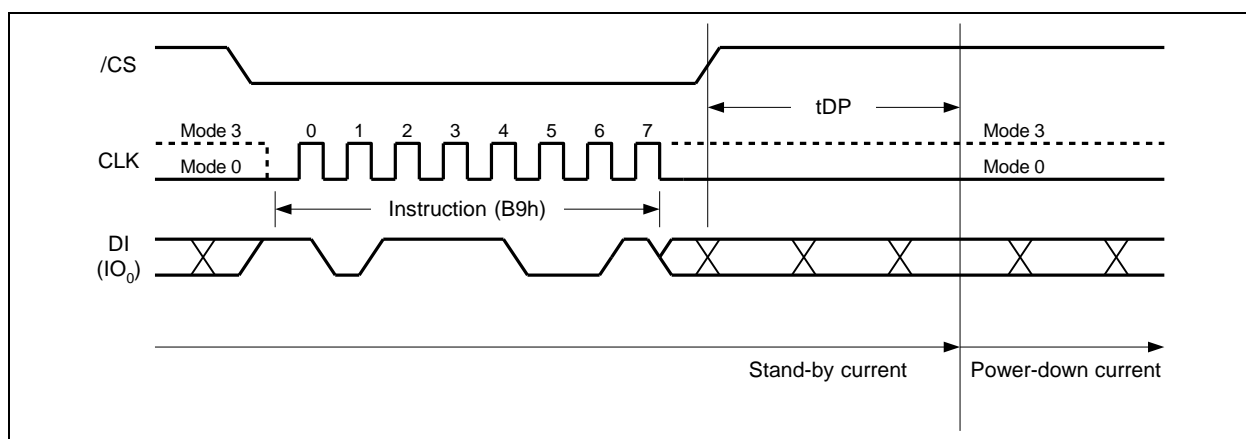 /CS
tDP
Mode 3
0 1 2 3 4 5 6 7
Mode 3
CLK
Mode 0
Mode 0
Instruction (B9h)
DI
(IO₀)
Stand-by current
Power-down current